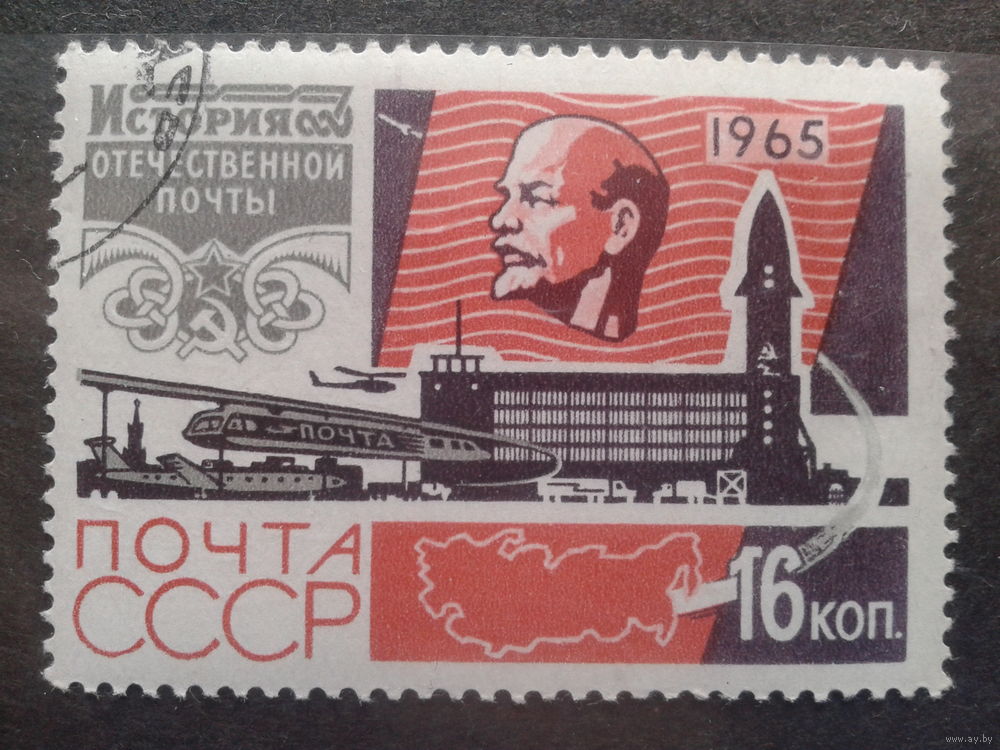 История
ОТЕЧЕСТВЕННОЙ
ПОЧТЫ
1965
ПОЧТА
ПОЧТА
СССР
16 КОП.
www.ay.by